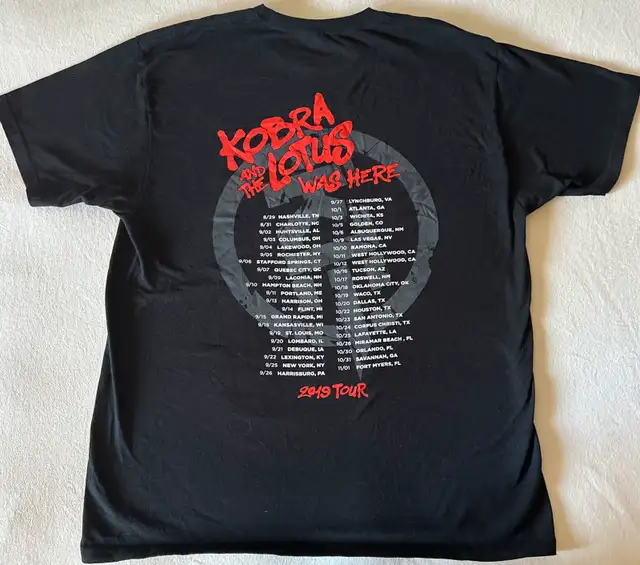 KOBRA
AND THE LOTUS
WAS HERE
8/29 NASHVILLE, TN
8/31 CHARLOTTE, NC
9/02 HUNTSVILLE, AL
9/03 COLUMBUS, OH
9/04 LAKEWOOD, OH
9/05 ROCHESTER, NY
9/06 STAFFORD SPRINGS, CT
9/07 QUEBEC CITY, QC
9/09 LACONIA, NH
9/10 HAMPTON BEACH, NH
9/11 PORTLAND, ME
9/13 HARRISON, OH
9/14 FLINT, MI
9/15 GRAND RAPIDS, MI
9/18 KANSASVILLE, WI
9/19 ST. LOUIS, MO
9/20 LOMBARD, IL
9/21 DEBUQUE, IA
9/22 LEXINGTON, KY
9/25 NEW YORK, NY
9/26 HARRISBURG, PA
9/27 LYNCHBURG, VA
10/1 ATLANTA, GA
10/3 WICHITA, KS
10/5 GOLDEN, CO
10/6 ALBUQUERQUE, NM
10/9 LAS VEGAS, NV
10/10 RAMONA, CA
10/11 WEST HOLLYWOOD, CA
10/12 WEST HOLLYWOOD, CA
10/16 TUCSON, AZ
10/17 ROSWELL, NM
10/18 OKLAHOMA CITY, OK
10/19 WACO, TX
10/20 DALLAS, TX
10/22 HOUSTON, TX
10/23 SAN ANTONIO, TX
10/24 CORPUS CHRISTI, TX
10/25 LAFAYETTE, LA
10/26 MIRAMAR BEACH, FL
10/30 ORLANDO, FL
10/31 SAVANNAH, GA
11/01 FORT MYERS, FL
2019 TOUR